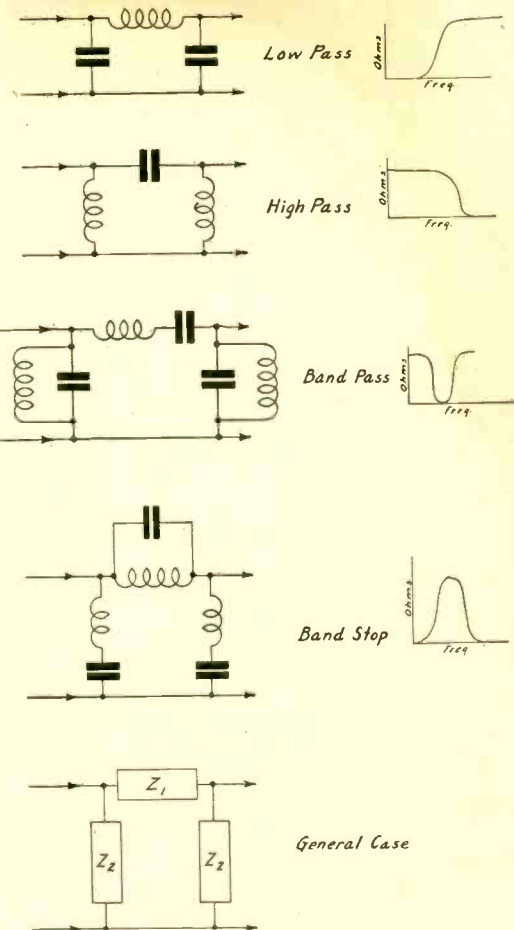 Low Pass
Ohms
Freq.
High Pass
Ohms
Freq.
Band Pass
Ohms
Freq.
Band Stop
Ohms
Freq.
Z1
Z2
Z2
General Case